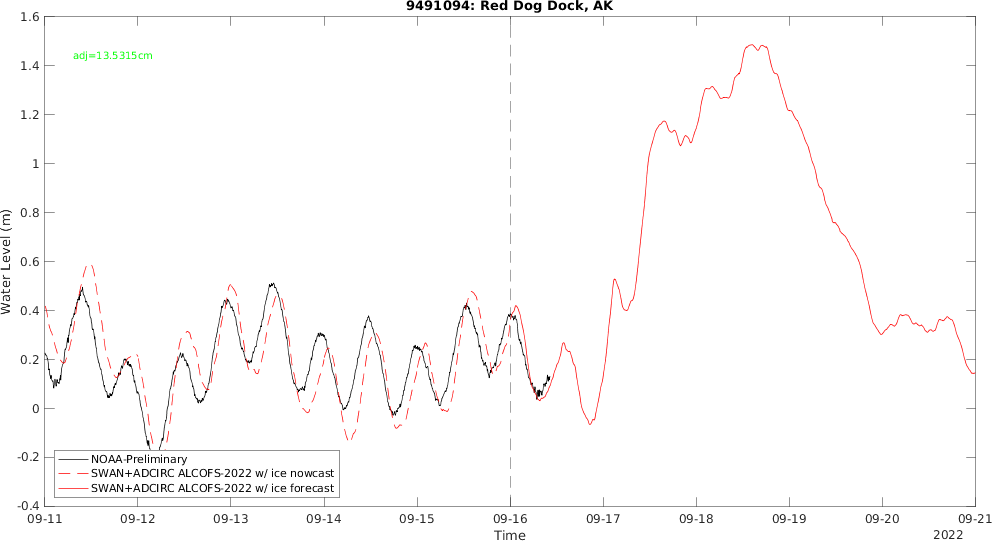 9491094: Red Dog Dock, AK
adj=13.5315cm
Water Level (m)
1.6
1.4
1.2
1
0.8
0.6
0.4
0.2
0
-0.2
-0.4
NOAA-Preliminary
SWAN+ADCIRC ALCOFS-2022 w/ ice nowcast
SWAN+ADCIRC ALCOFS-2022 w/ ice forecast
09-11 09-12 09-13 09-14 09-15 09-16 09-17 09-18 09-19 09-20 09-21
Time
2022